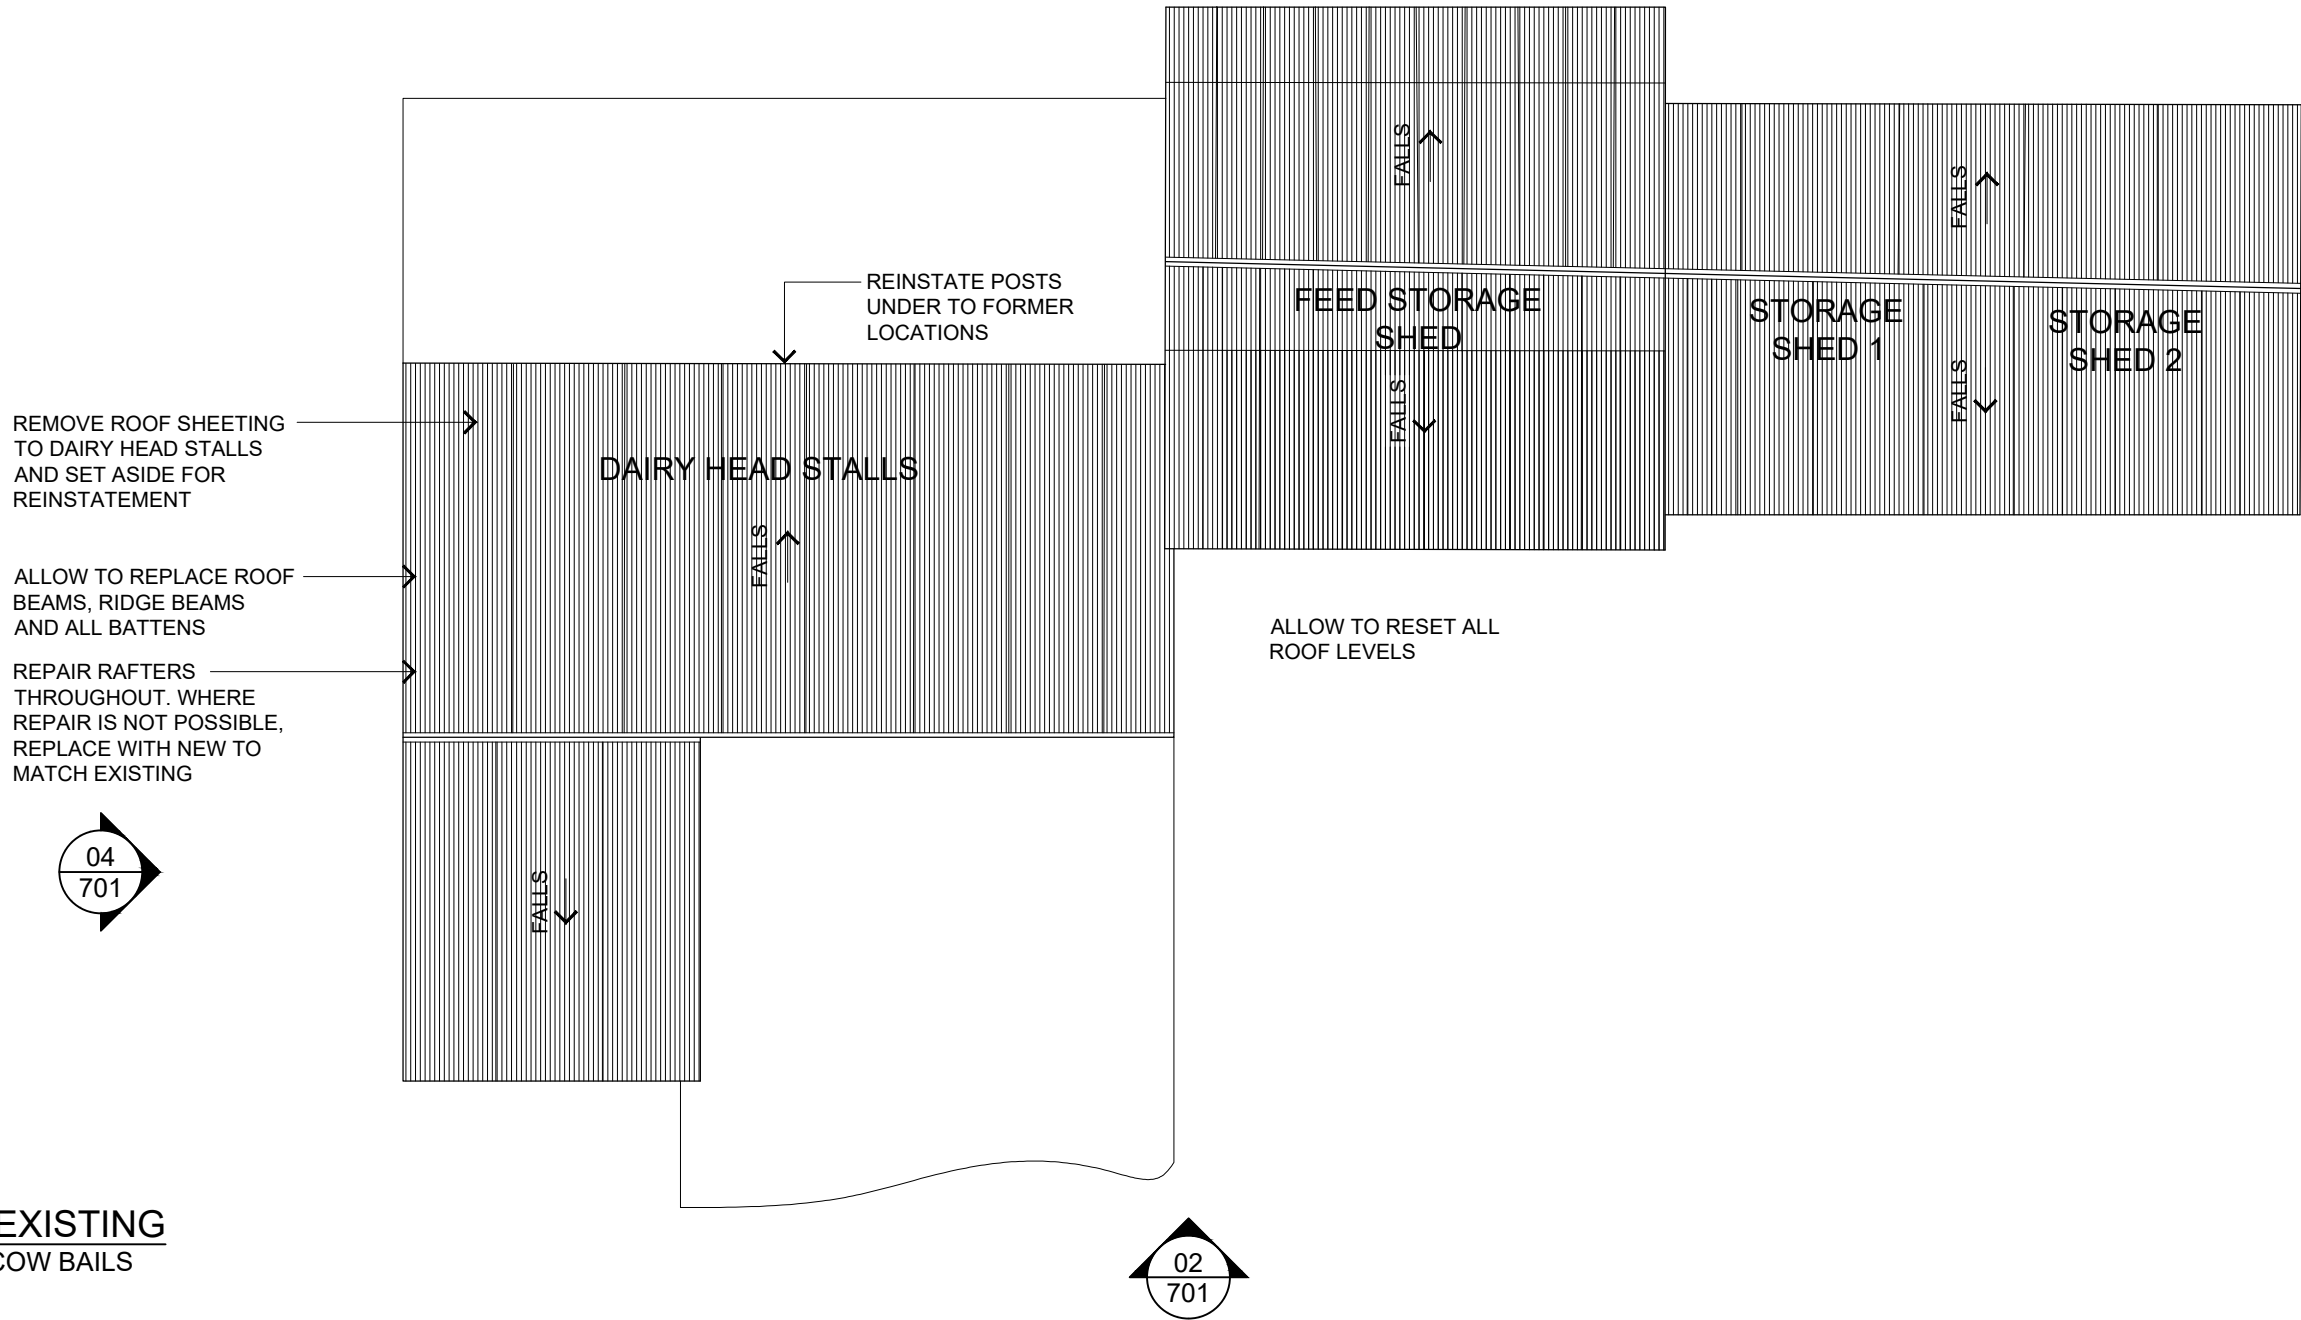 FALLS
FALLS
REINSTATE POSTS
UNDER TO FORMER
LOCATIONS
FEED STORAGE
SHED
STORAGE
SHED 1
STORAGE
SHED 2
FALLS
FALLS
REMOVE ROOF SHEETING
TO DAIRY HEAD STALLS
AND SET ASIDE FOR
REINSTATEMENT
DAIRY HEAD STALLS
FALLS
ALLOW TO REPLACE ROOF
BEAMS, RIDGE BEAMS
AND ALL BATTENS
ALLOW TO RESET ALL
ROOF LEVELS
REPAIR RAFTERS
THROUGHOUT. WHERE
REPAIR IS NOT POSSIBLE,
REPLACE WITH NEW TO
MATCH EXISTING
04
701
FALLS
EXISTING
COW BAILS
02
701